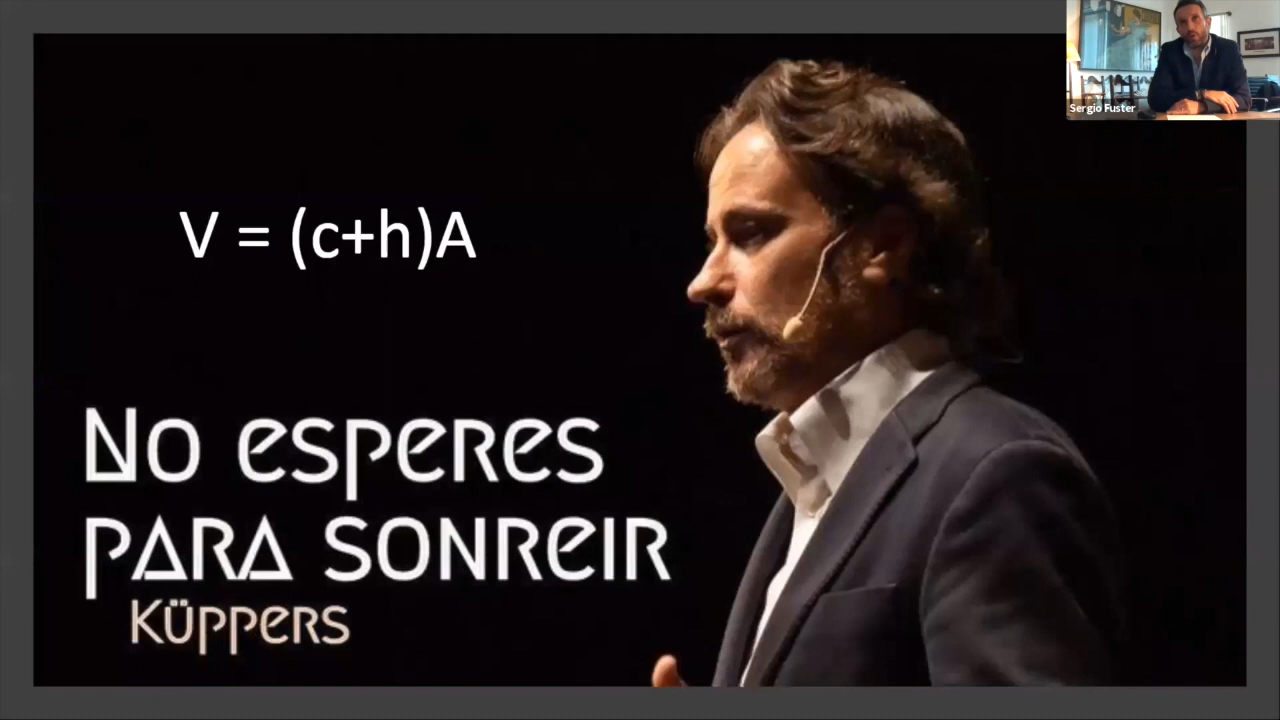 Sergio Fuster
V = (c+h)A
No esperes
para sonreir
Küppers